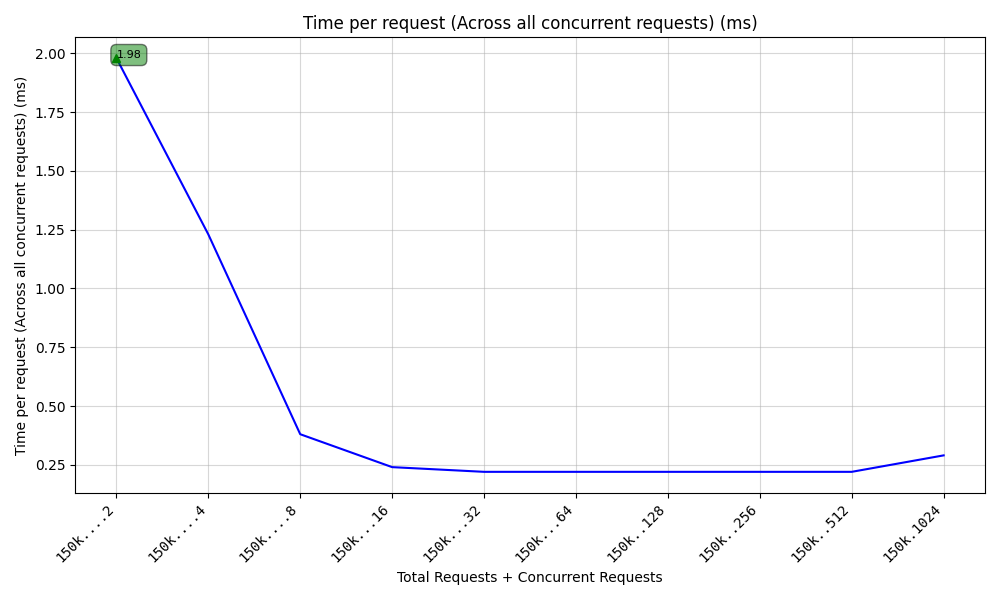 Time per request (Across all concurrent requests) (ms)
1.98
2.00
1.75
1.50
1.25
1.00
0.75
0.50
0.25
Time per request (Across all concurrent requests) (ms)
150k....2
150k....4
150k....8
150k...16
150k...32
150k...64
150k..128
150k..256
150k..512
150k.1024
Total Requests + Concurrent Requests